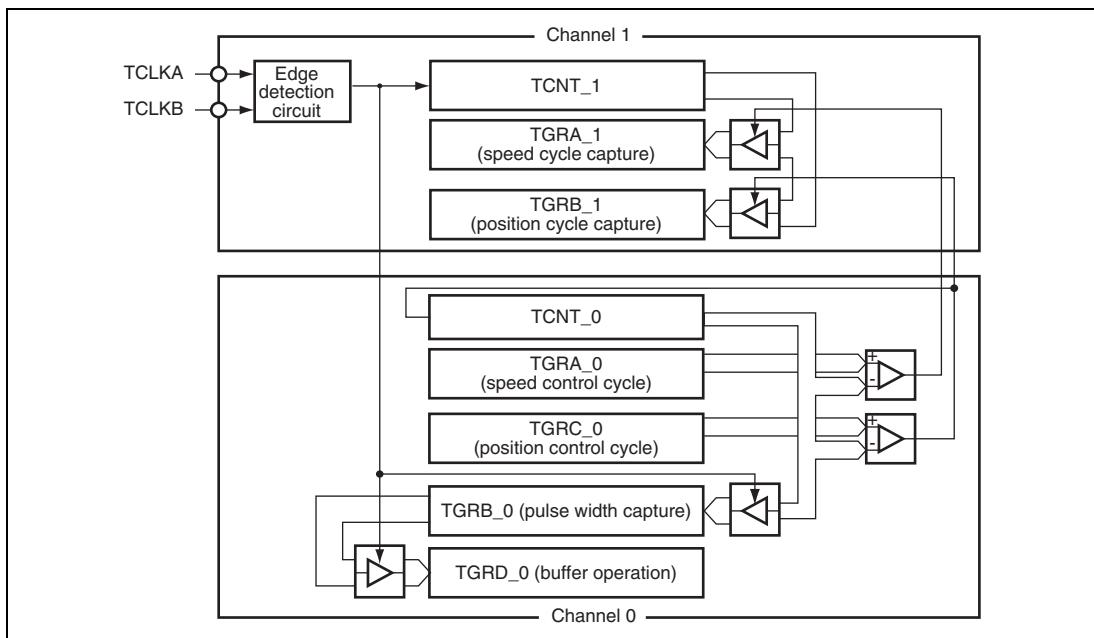 Channel 1
TCLKA
TCLKB
Edge
detection
circuit
TCNT_1
TGRA_1
(speed cycle capture)
TGRB_1
(position cycle capture)
TCNT_0
TGRA_0
(speed control cycle)
+
-
TGRC_0
(position control cycle)
+
-
TGRB_0 (pulse width capture)
TGRD_0 (buffer operation)
Channel 0